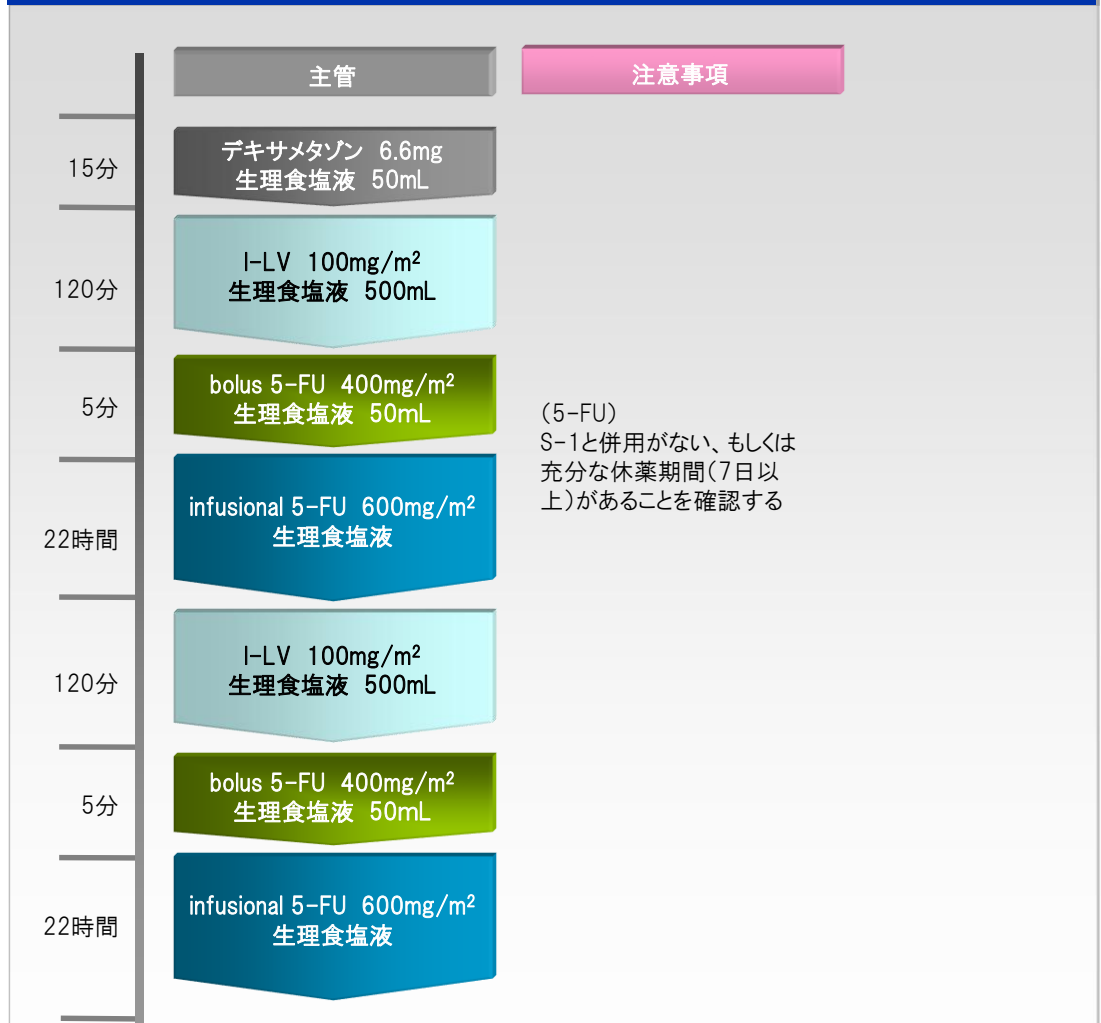 主管
注意事項
15分
デキサメタゾン 6.6mg
生理食塩液 50mL
120分
l-LV 100mg/m²
生理食塩液 500mL
5分
bolus 5-FU 400mg/m²
生理食塩液 50mL
(5-FU)
S-1と併用がない、もしくは
充分な休薬期間(7日以
上)があることを確認する
22時間
infusional 5-FU 600mg/m²
生理食塩液
120分
l-LV 100mg/m²
生理食塩液 500mL
5分
bolus 5-FU 400mg/m²
生理食塩液 50mL
22時間
infusional 5-FU 600mg/m²
生理食塩液